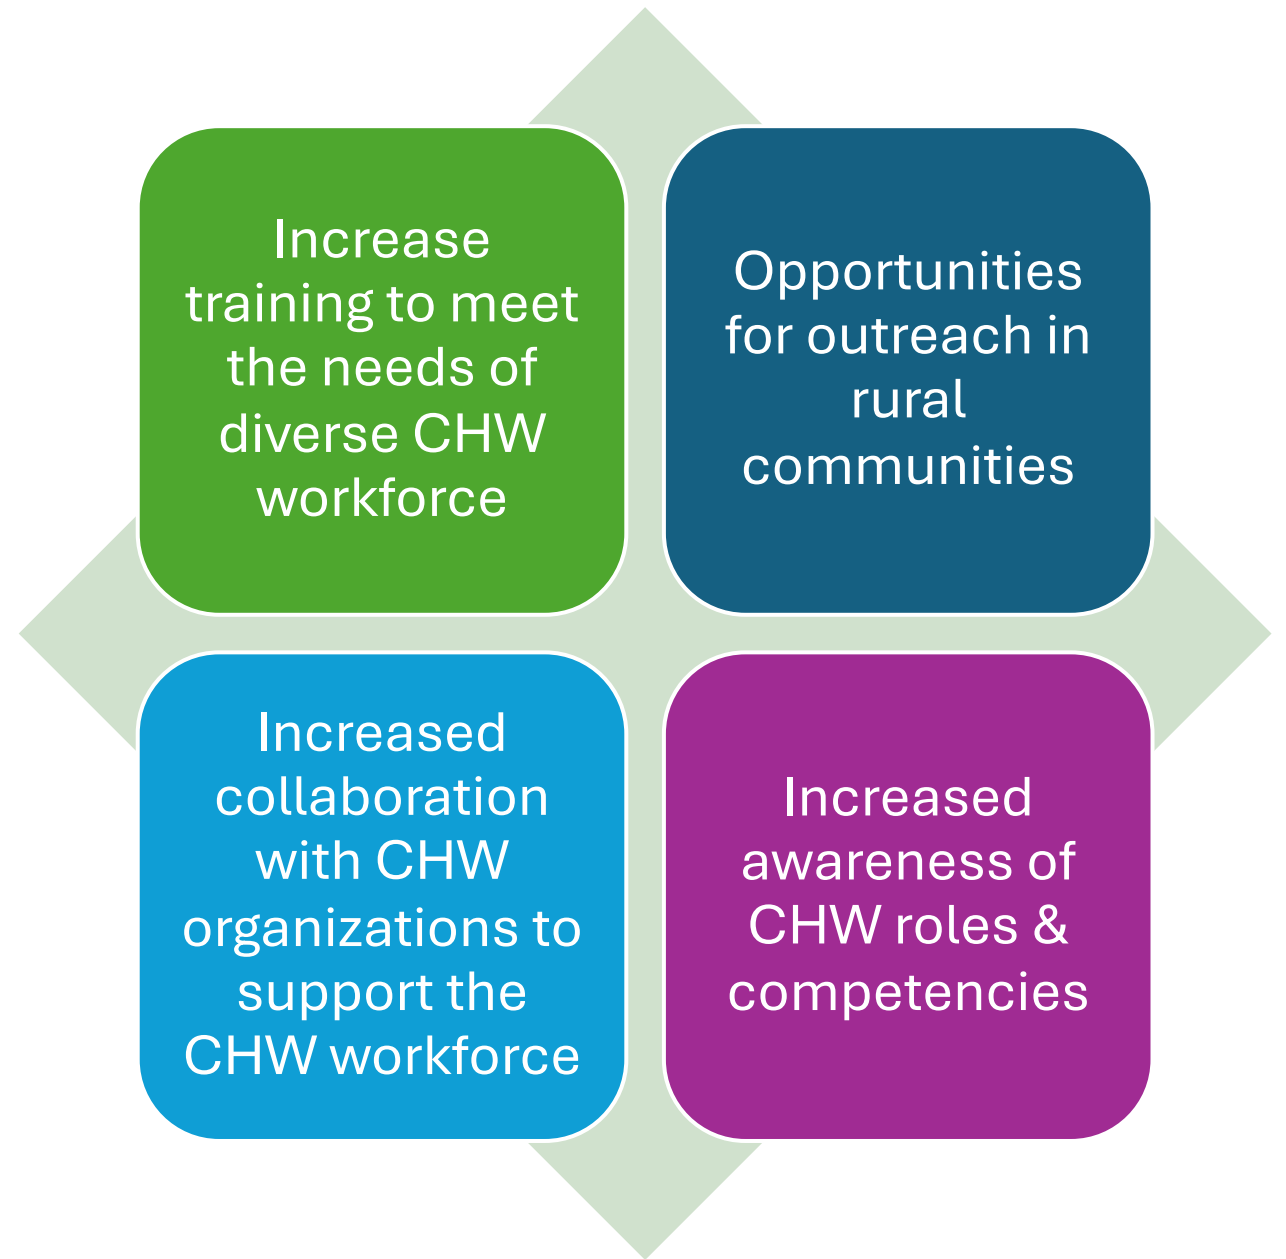 Increase
training to meet
the needs of
diverse CHW
workforce
Opportunities
for outreach in
rural
communities
Increased
collaboration
with CHW
organizations to
support the
CHW workforce
Increased
awareness of
CHW roles &
competencies